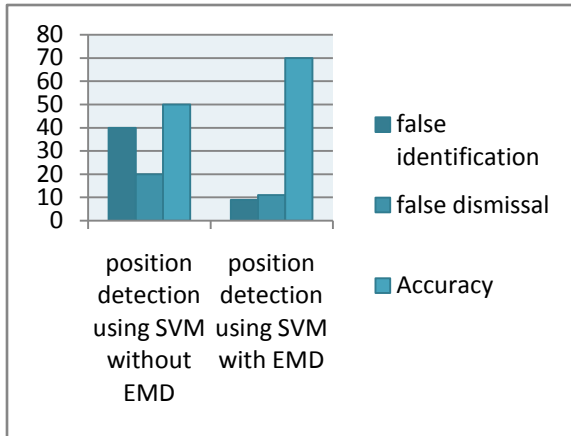 80
70
60
50
40
30
20
10
0
position
detection
using SVM
without
EMD
position
detection
using SVM
with EMD
false
identification
false dismissal
Accuracy